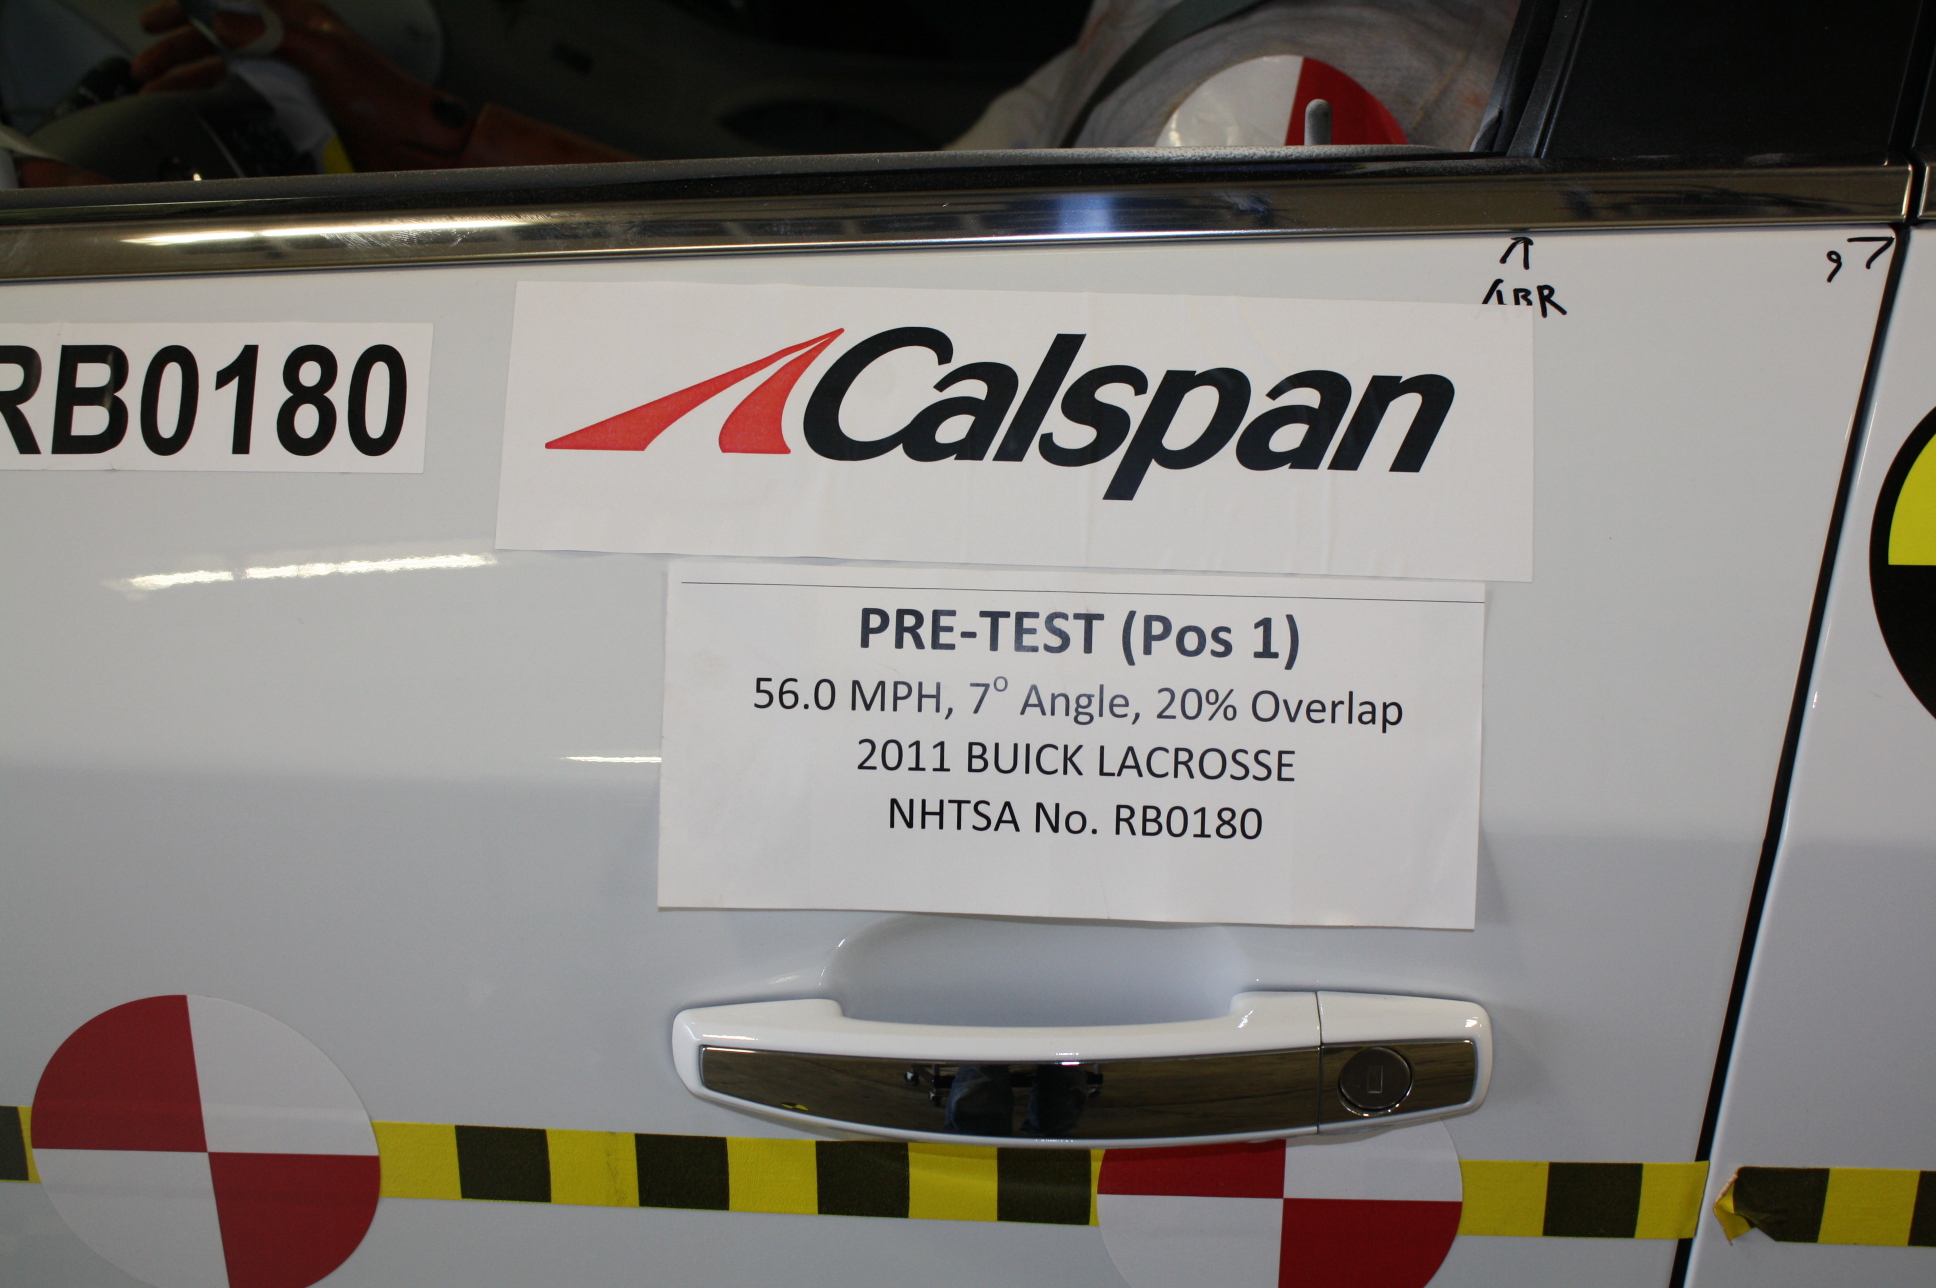 RB0180
Calspan
PRE-TEST (Pos 1)
56.0 MPH, 7° Angle, 20% Overlap
2011 BUICK LACROSSE
NHTSA No. RB0180
9